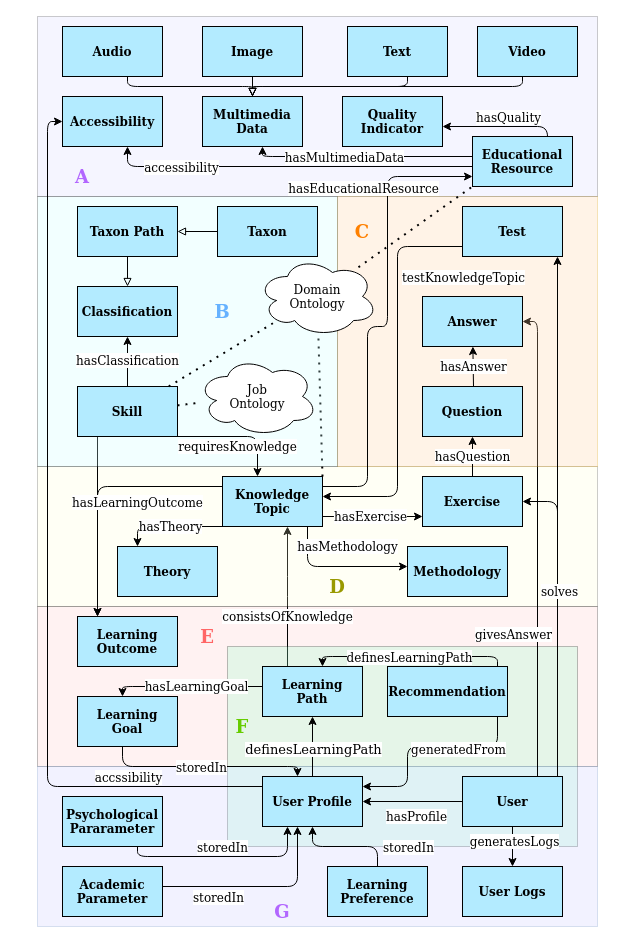 Audio
Image
Text
Video
Accessibility
Multimedia
Data
Quality
Indicator
hasQuality
Educational
Resource
hasMultimediaData
accessibility
A
hasEducationalResource
Taxon Path
Taxon
C
Test
Domain
Ontology
testKnowledgeTopic
Classification
B
Answer
hasClassification
hasAnswer
Job
Ontology
Skill
Question
requiresKnowledge
hasQuestion
hasLearningOutcome
Knowledge
Topic
Exercise
hasExercise
hasTheory
hasMethodology
Theory
Methodology
D
solves
consistsOfKnowledge
Learning
Outcome
E
givesAnswer
definesLearningPath
hasLearningGoal
Learning
Path
Recommendation
Learning
Goal
F
definesLearningPath
generatedFrom
storedIn
accssibility
User Profile
User
Psychological
Pararameter
hasProfile
storedIn
storedIn
generatesLogs
Academic
Parameter
storedIn
Learning
Preference
User Logs
G